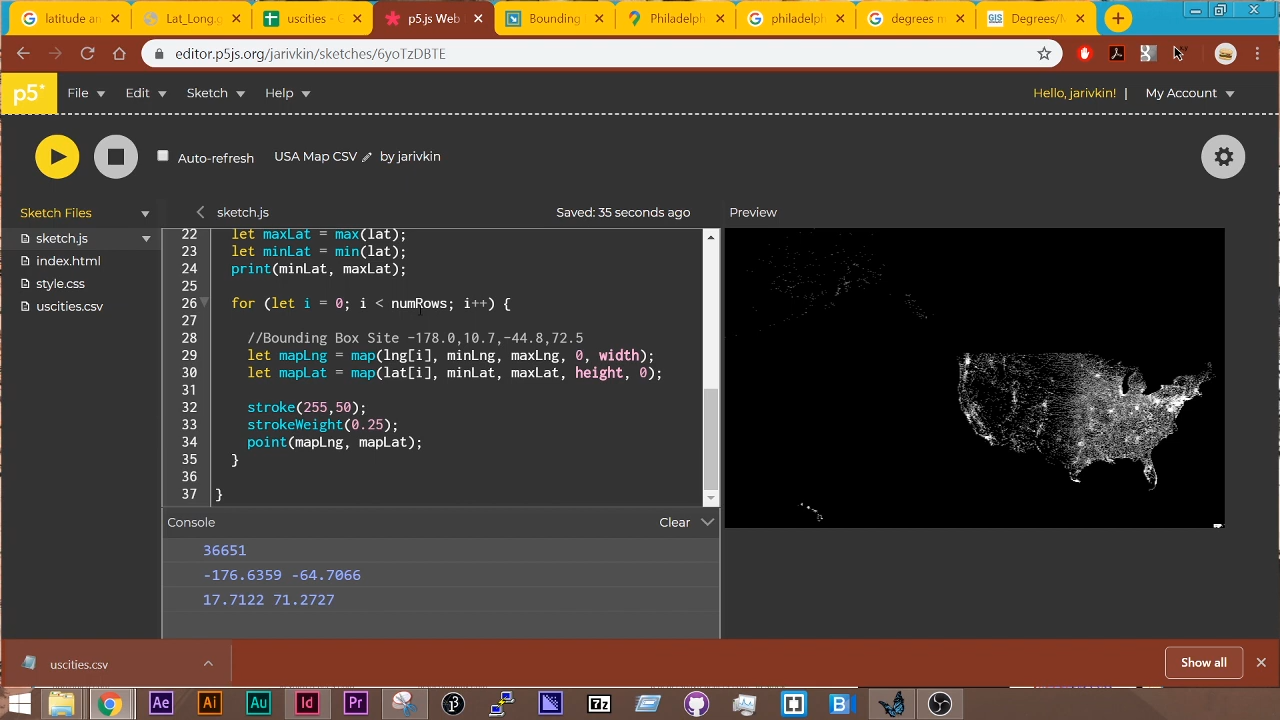 latitude an
Lat_Long.g
uscities - G
p5.js Web
Bounding
Philadelph
philadelph
degrees m
Degrees/M
editor.p5js.org/jarivkin/sketches/6yoTzDBTE
p5*
File
Edit
Sketch
Help
Hello, jarivkin! | My Account
Auto-refresh
USA Map CSV by jarivkin
Sketch Files
sketch.js
Saved: 35 seconds ago
Preview
sketch.js
index.html
style.css
uscities.csv
22 let maxLat = max(lat);
23 let minLat = min(lat);
24 print(minLat, maxLat);
25
26 for (let i = 0; i < numRows; i++) {
27
28 //Bounding Box Site -178.0,10.7,-44.8,72.5
29 let mapLng = map(lng[i], minLng, maxLng, 0, width);
30 let mapLat = map(lat[i], minLat, maxLat, height, 0);
31
32 stroke(255,50);
33 strokeWeight(0.25);
34 point(mapLng, mapLat);
35 }
36
37 }
Console
Clear
36651
-176.6359 -64.7066
17.7122 71.2727
uscities.csv
Show all
Ae
Ai
Au
Id
Pr
7z
B